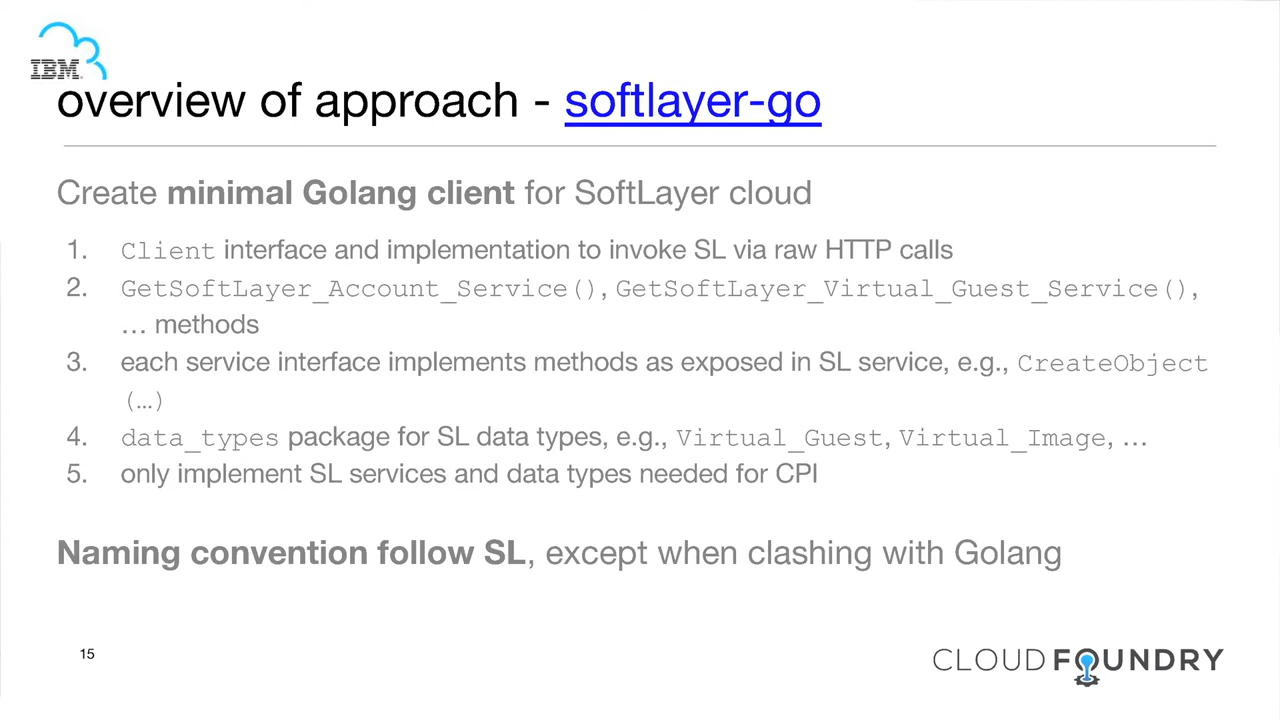 IBM
overview of approach - softlayer-go
Create minimal Golang client for SoftLayer cloud
1. Client interface and implementation to invoke SL via raw HTTP calls
2. GetSoftLayer_Account_Service(), GetSoftLayer_Virtual_Guest_Service(),
… methods
3. each service interface implements methods as exposed in SL service, e.g., CreateObject
(…)
4. data_types package for SL data types, e.g., Virtual_Guest, Virtual_Image, …
5. only implement SL services and data types needed for CPI
Naming convention follow SL, except when clashing with Golang
15
CLOUD FOUNDRY